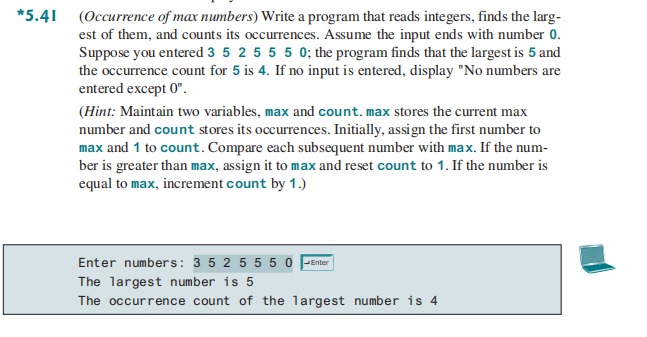 *5.41 (Occurrence of max numbers) Write a program that reads integers, finds the larg-
est of them, and counts its occurrences. Assume the input ends with number 0.
Suppose you entered 3 5 2 5 5 5 0; the program finds that the largest is 5 and
the occurrence count for 5 is 4. If no input is entered, display "No numbers are
entered except 0".
(Hint: Maintain two variables, max and count. max stores the current max
number and count stores its occurrences. Initially, assign the first number to
max and 1 to count. Compare each subsequent number with max. If the num-
ber is greater than max, assign it to max and reset count to 1. If the number is
equal to max, increment count by 1.)
Enter numbers: 3 5 2 5 5 5 0 ↵Enter
The largest number is 5
The occurrence count of the largest number is 4